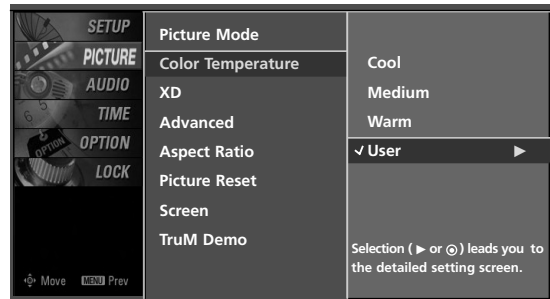 SETUP
PICTURE
AUDIO
TIME
OPTION
LOCK
Move MENU Prev
Picture Mode
Color Temperature
XD
Advanced
Aspect Ratio
Picture Reset
Screen
TruM Demo
Cool
Medium
Warm
✓ User ▶
Selection ( ▶ or ⊙ ) leads you to
the detailed setting screen.